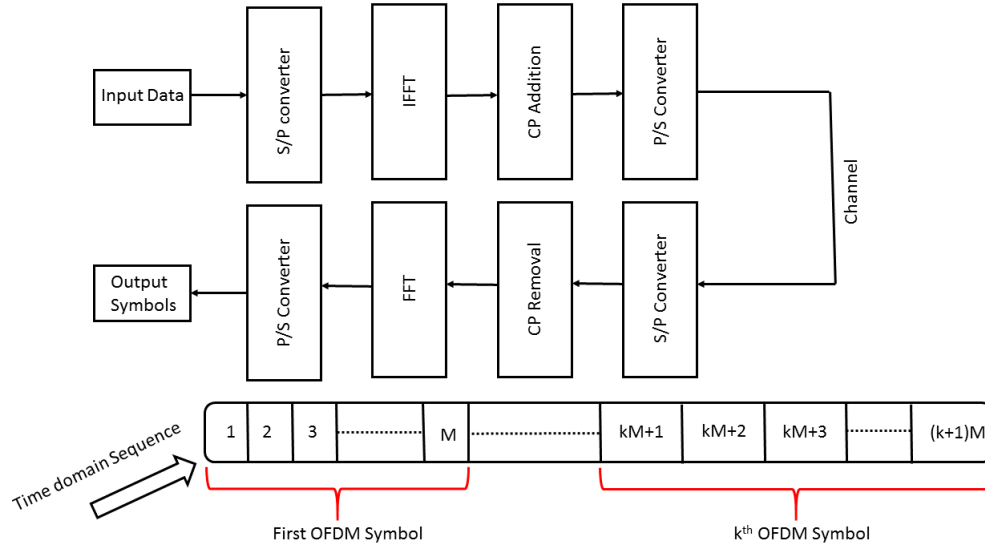 Input Data
S/P converter
IFFT
CP Addition
P/S Converter
Channel
Output
Symbols
P/S Converter
FFT
CP Removal
S/P Converter
Time domain Sequence
1 2 3 M kM+1 kM+2 kM+3 (k+1)M
First OFDM Symbol
kth OFDM Symbol